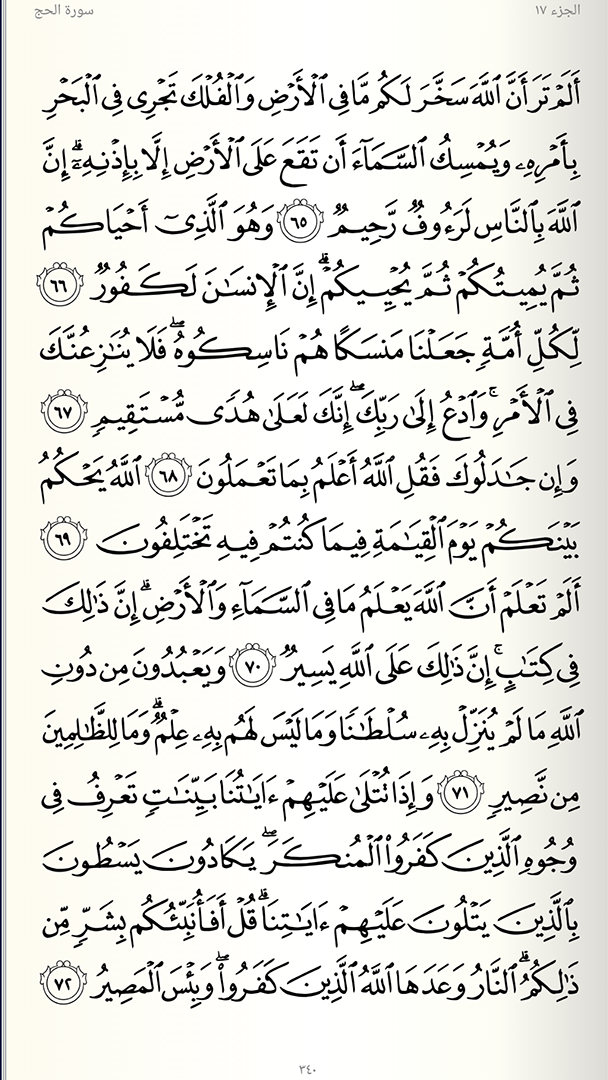 الجزء ١٧
سورة الحج
أَلَمْ تَرَ أَنَّ ٱللَّهَ سَخَّرَ لَكُم مَّا فِى ٱلْأَرْضِ وَٱلْفُلْكَ تَجْرِى فِى ٱلْبَحْرِ
بِأَمْرِهِۦ وَيُمْسِكُ ٱلسَّمَآءَ أَن تَقَعَ عَلَى ٱلْأَرْضِ إِلَّا بِإِذْنِهِۦٓ ۗ إِنَّ
ٱللَّهَ بِٱلنَّاسِ لَرَءُوفٌ رَّحِيمٌ ٦٥ وَهُوَ ٱلَّذِىٓ أَحْيَاكُمْ
ثُمَّ يُمِيتُكُمْ ثُمَّ يُحْيِيكُمْ ۗ إِنَّ ٱلْإِنسَـٰنَ لَكَفُورٌ ٦٦
لِّكُلِّ أُمَّةٍ جَعَلْنَا مَنسَكًا هُمْ نَاسِكُوهُ ۖ فَلَا يُنَـٰزِعُنَّكَ
فِى ٱلْأَمْرِ ۚ وَٱدْعُ إِلَىٰ رَبِّكَ ۖ إِنَّكَ لَعَلَىٰ هُدًى مُّسْتَقِيمٍ ٦٧
وَإِن جَـٰدَلُوكَ فَقُلِ ٱللَّهُ أَعْلَمُ بِمَا تَعْمَلُونَ ٦٨ ٱللَّهُ يَحْكُمُ
بَيْنَكُمْ يَوْمَ ٱلْقِيَـٰمَةِ فِيمَا كُنتُمْ فِيهِ تَخْتَلِفُونَ ٦٩
أَلَمْ تَعْلَمْ أَنَّ ٱللَّهَ يَعْلَمُ مَا فِى ٱلسَّمَآءِ وَٱلْأَرْضِ ۗ إِنَّ ذَٰلِكَ
فِى كِتَـٰبٍ ۚ إِنَّ ذَٰلِكَ عَلَى ٱللَّهِ يَسِيرٌ ٧٠ وَيَعْبُدُونَ مِن دُونِ
ٱللَّهِ مَا لَمْ يُنَزِّلْ بِهِۦ سُلْطَـٰنًا وَمَا لَيْسَ لَهُم بِهِۦ عِلْمٌ ۗ وَمَا لِلظَّـٰلِمِينَ
مِن نَّصِيرٍ ٧١ وَإِذَا تُتْلَىٰ عَلَيْهِمْ ءَايَـٰتُنَا بَيِّنَـٰتٍ تَعْرِفُ فِى
وُجُوهِ ٱلَّذِينَ كَفَرُوا۟ ٱلْمُنكَرَ ۖ يَكَادُونَ يَسْطُونَ
بِٱلَّذِينَ يَتْلُونَ عَلَيْهِمْ ءَايَـٰتِنَا ۗ قُلْ أَفَأُنَبِّئُكُم بِشَرٍّ مِّن
ذَٰلِكُمُ ۗ ٱلنَّارُ وَعَدَهَا ٱللَّهُ ٱلَّذِينَ كَفَرُوا۟ ۖ وَبِئْسَ ٱلْمَصِيرُ ٧٢
٣٤٠